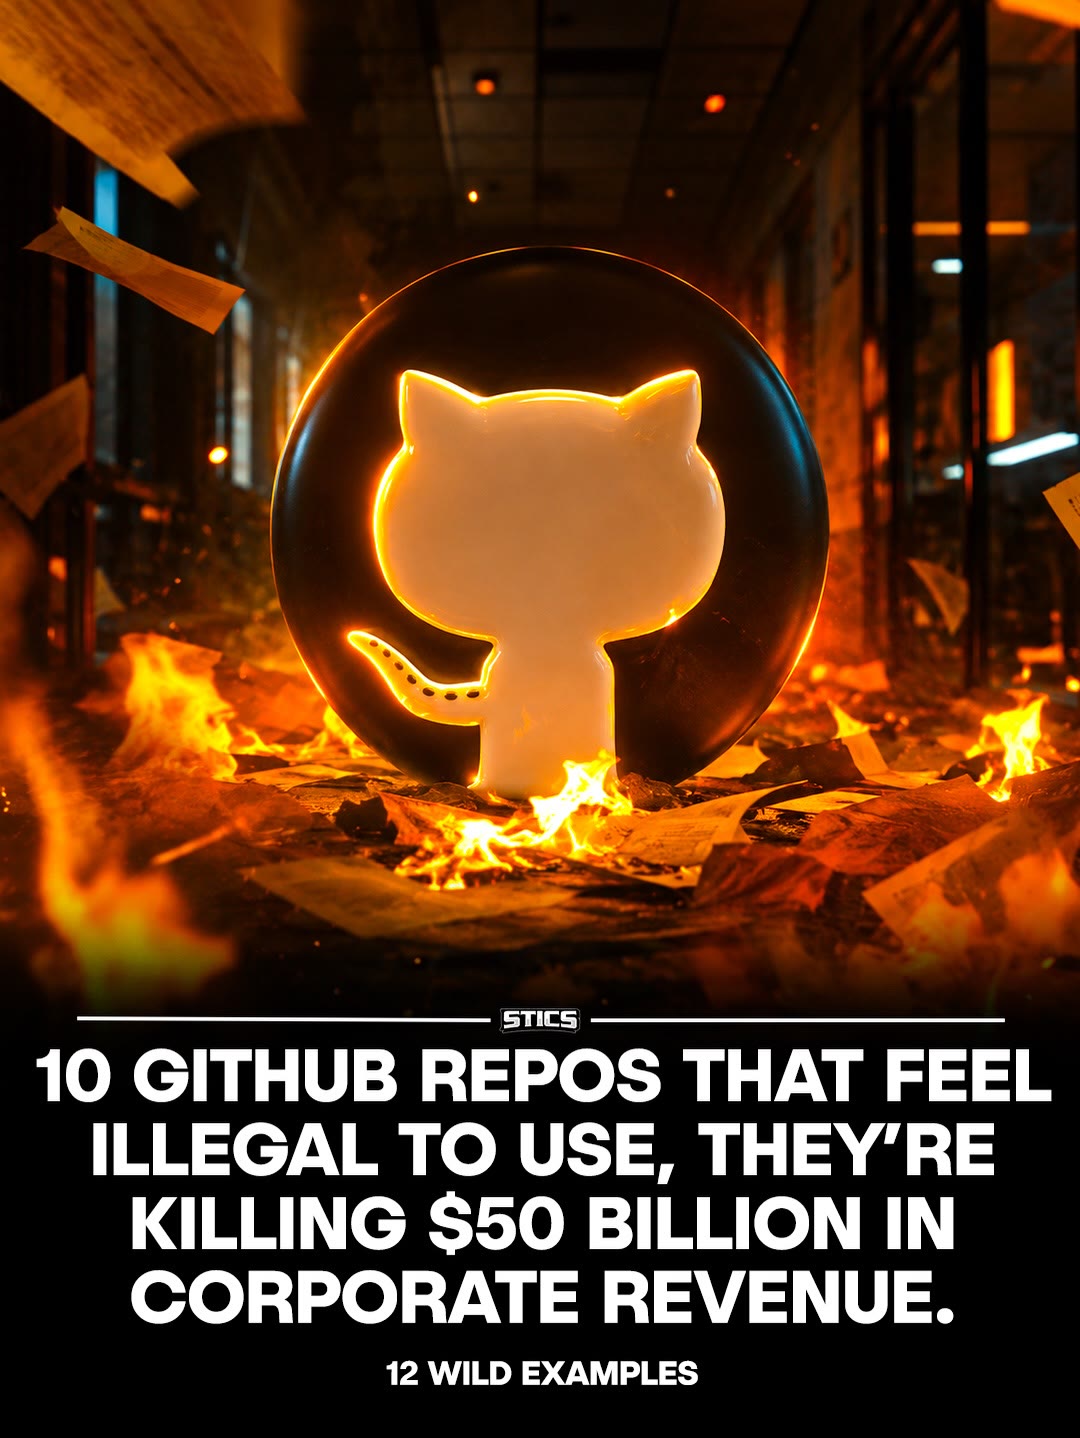 STICS
10 GITHUB REPOS THAT FEEL
ILLEGAL TO USE, THEY'RE
KILLING $50 BILLION IN
CORPORATE REVENUE.
12 WILD EXAMPLES